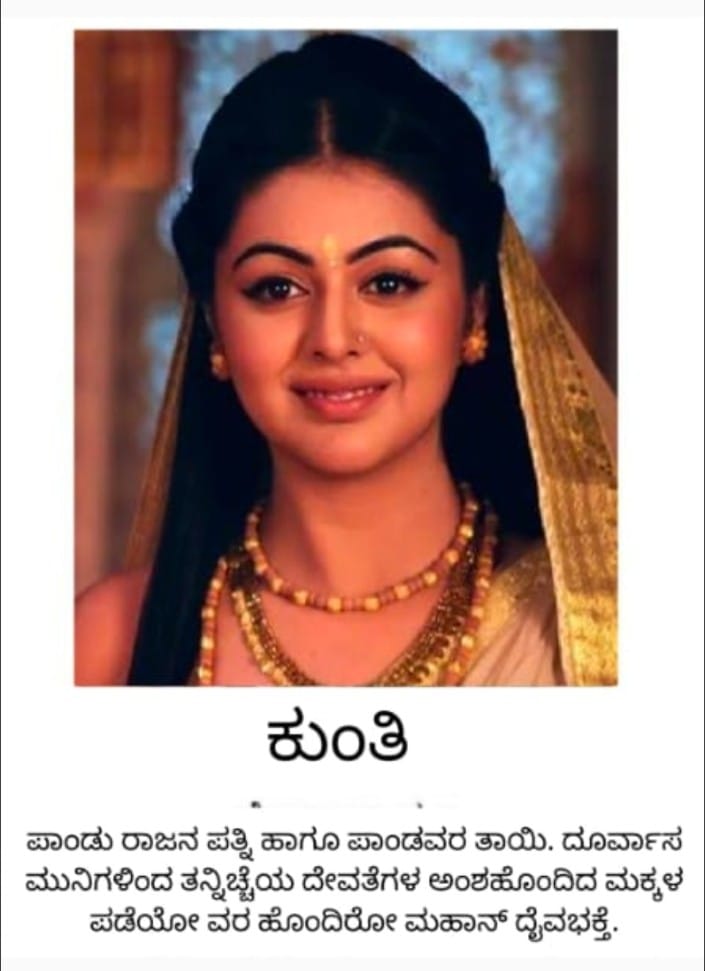 ಕುಂತಿ
ಪಾಂಡು ರಾಜನ ಪತ್ನಿ ಹಾಗೂ ಪಾಂಡವರ ತಾಯಿ. ದೂರ್ವಾಸ
ಮುನಿಗಳಿಂದ ತನ್ನಿಚ್ಚೆಯ ದೇವತೆಗಳ ಅಂಶಹೊಂದಿದ ಮಕ್ಕಳ
ಪಡೆಯೋ ವರ ಹೊಂದಿರೋ ಮಹಾನ್ ದೈವಭಕ್ತೆ.